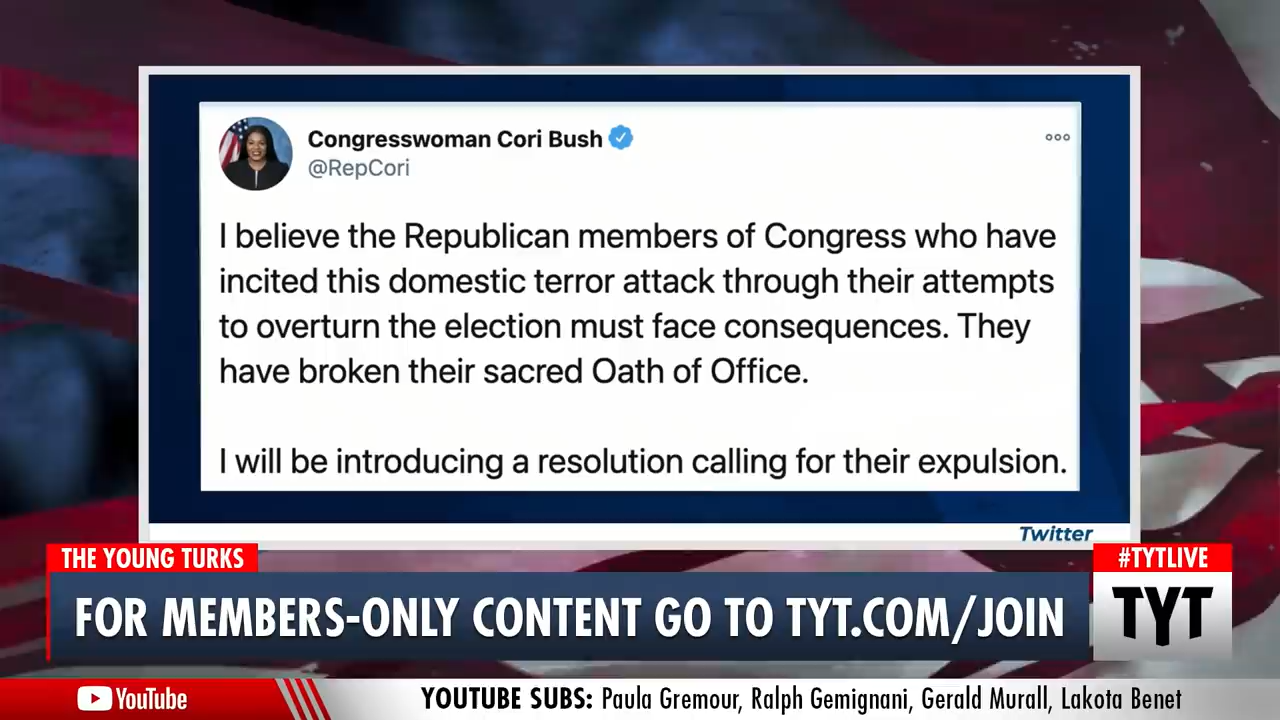 Congresswoman Cori Bush
@RepCori
I believe the Republican members of Congress who have
incited this domestic terror attack through their attempts
to overturn the election must face consequences. They
have broken their sacred Oath of Office.
I will be introducing a resolution calling for their expulsion.
Twitter
THE YOUNG TURKS
#TYTLIVE
FOR MEMBERS-ONLY CONTENT GO TO TYT.COM/JOIN
TYT
YouTube
YOUTUBE SUBS: Paula Gremour, Ralph Gemignani, Gerald Murall, Lakota Benet